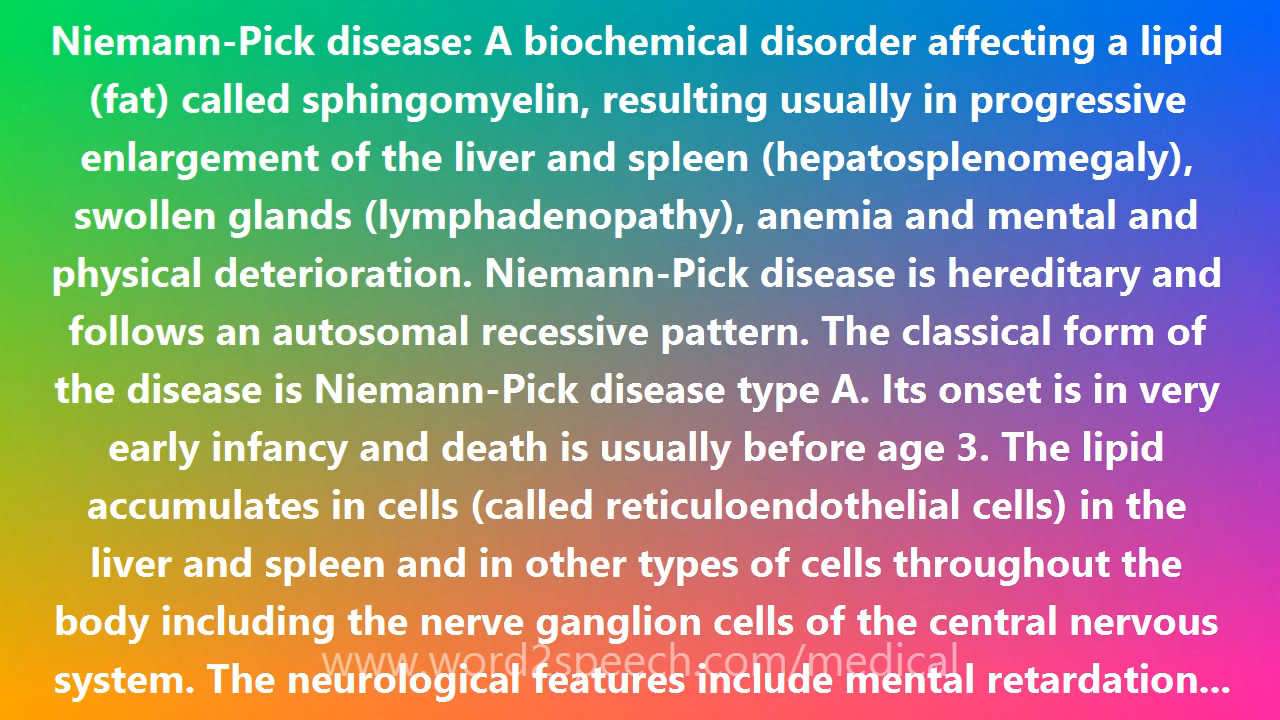 Niemann-Pick disease: A biochemical disorder affecting a lipid
(fat) called sphingomyelin, resulting usually in progressive
enlargement of the liver and spleen (hepatosplenomegaly),
swollen glands (lymphadenopathy), anemia and mental and
physical deterioration. Niemann-Pick disease is hereditary and
follows an autosomal recessive pattern. The classical form of
the disease is Niemann-Pick disease type A. Its onset is in very
early infancy and death is usually before age 3. The lipid
accumulates in cells (called reticuloendothelial cells) in the
liver and spleen and in other types of cells throughout the
body including the nerve ganglion cells of the central nervous
www.word2speech.com/medical
system. The neurological features include mental retardation...